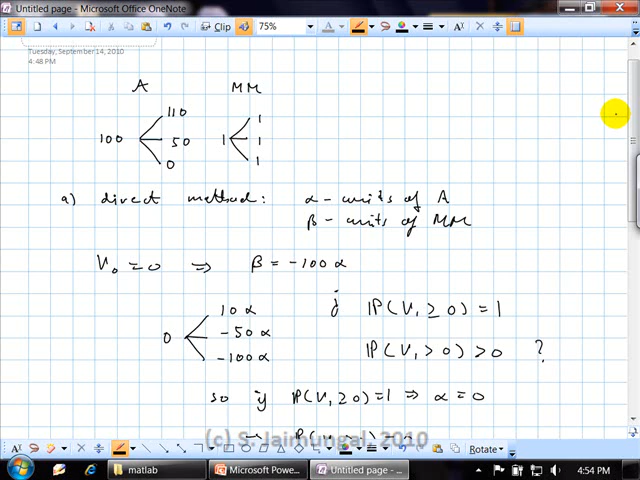 Untitled page - Microsoft Office OneNote
Clip 75%
Tuesday, September 14, 2010
4:48 PM
A MM
110 1
100 50 1 1
0 1
a) direct method: α - units of A
β - units of MM
V₀ = 0 ⇒ β = -100 α
10 α ; P(V₁ ≥ 0) = 1
0 -50 α
-100 α P(V₁ > 0) > 0 ?
so if P(V₁ ≥ 0) = 1 ⇒ α = 0
(c) S. Jaimungal, 2010
Rotate
matlab Microsoft Powe... Untitled page - Micr... 4:54 PM